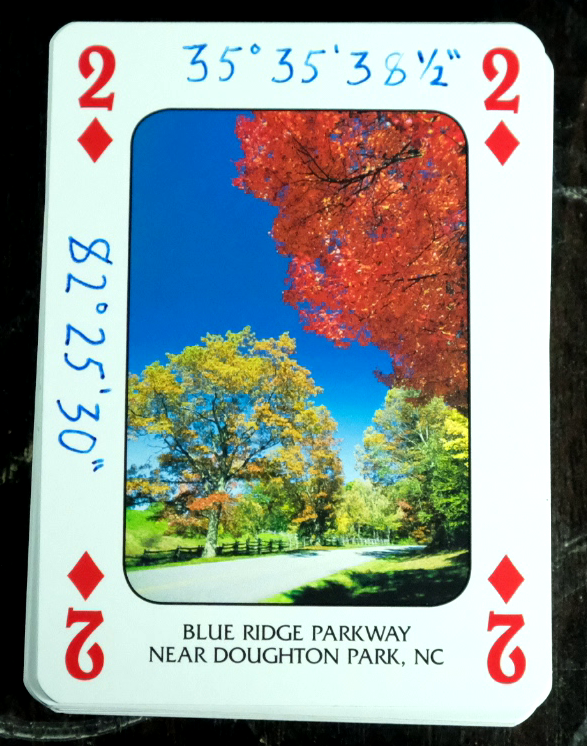 2 35°35'38½" 2
82°25'30"
BLUE RIDGE PARKWAY
NEAR DOUGHTON PARK, NC
2 2